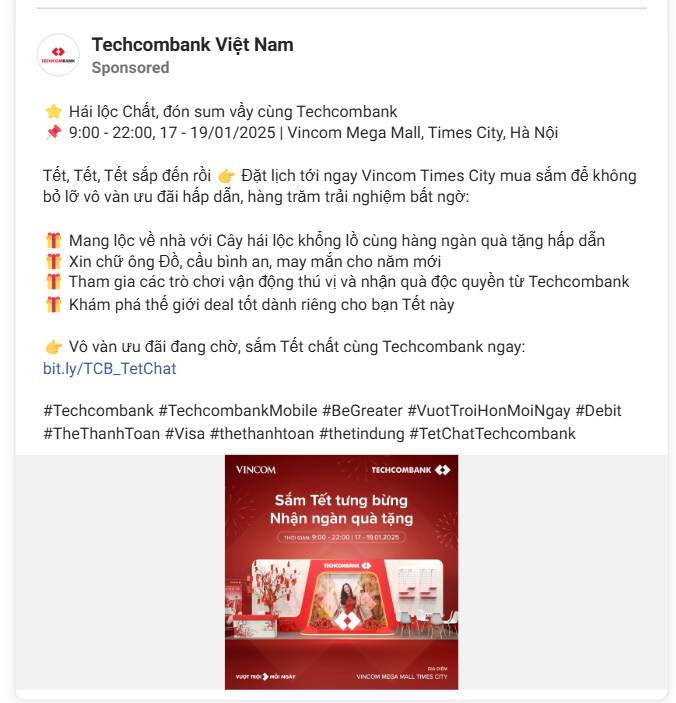 TECHCOMBANK
Techcombank Việt Nam
Sponsored
⭐ Hái lộc Chất, đón sum vầy cùng Techcombank
📌 9:00 - 22:00, 17 - 19/01/2025 | Vincom Mega Mall, Times City, Hà Nội
Tết, Tết, Tết sắp đến rồi 👉 Đặt lịch tới ngay Vincom Times City mua sắm để không
bỏ lỡ vô vàn ưu đãi hấp dẫn, hàng trăm trải nghiệm bất ngờ:
🎁 Mang lộc về nhà với Cây hái lộc khổng lồ cùng hàng ngàn quà tặng hấp dẫn
🎁 Xin chữ ông Đồ, cầu bình an, may mắn cho năm mới
🎁 Tham gia các trò chơi vận động thú vị và nhận quà độc quyền từ Techcombank
🎁 Khám phá thế giới deal tốt dành riêng cho bạn Tết này
👉 Vô vàn ưu đãi đang chờ, sắm Tết chất cùng Techcombank ngay:
bit.ly/TCB_TetChat
#Techcombank #TechcombankMobile #BeGreater #VuotTroiHonMoiNgay #Debit
#TheThanhToan #Visa #thethanhtoan #thetindung #TetChatTechcombank
VINCOM
TECHCOMBANK
Sắm Tết tưng bừng
Nhận ngàn quà tặng
THỜI GIAN: 9:00 - 22:00 | 17 - 19.01.2025
TECHCOMBANK
VƯỢT TRỘI MỖI NGÀY
ĐỊA ĐIỂM
VINCOM MEGA MALL TIMES CITY